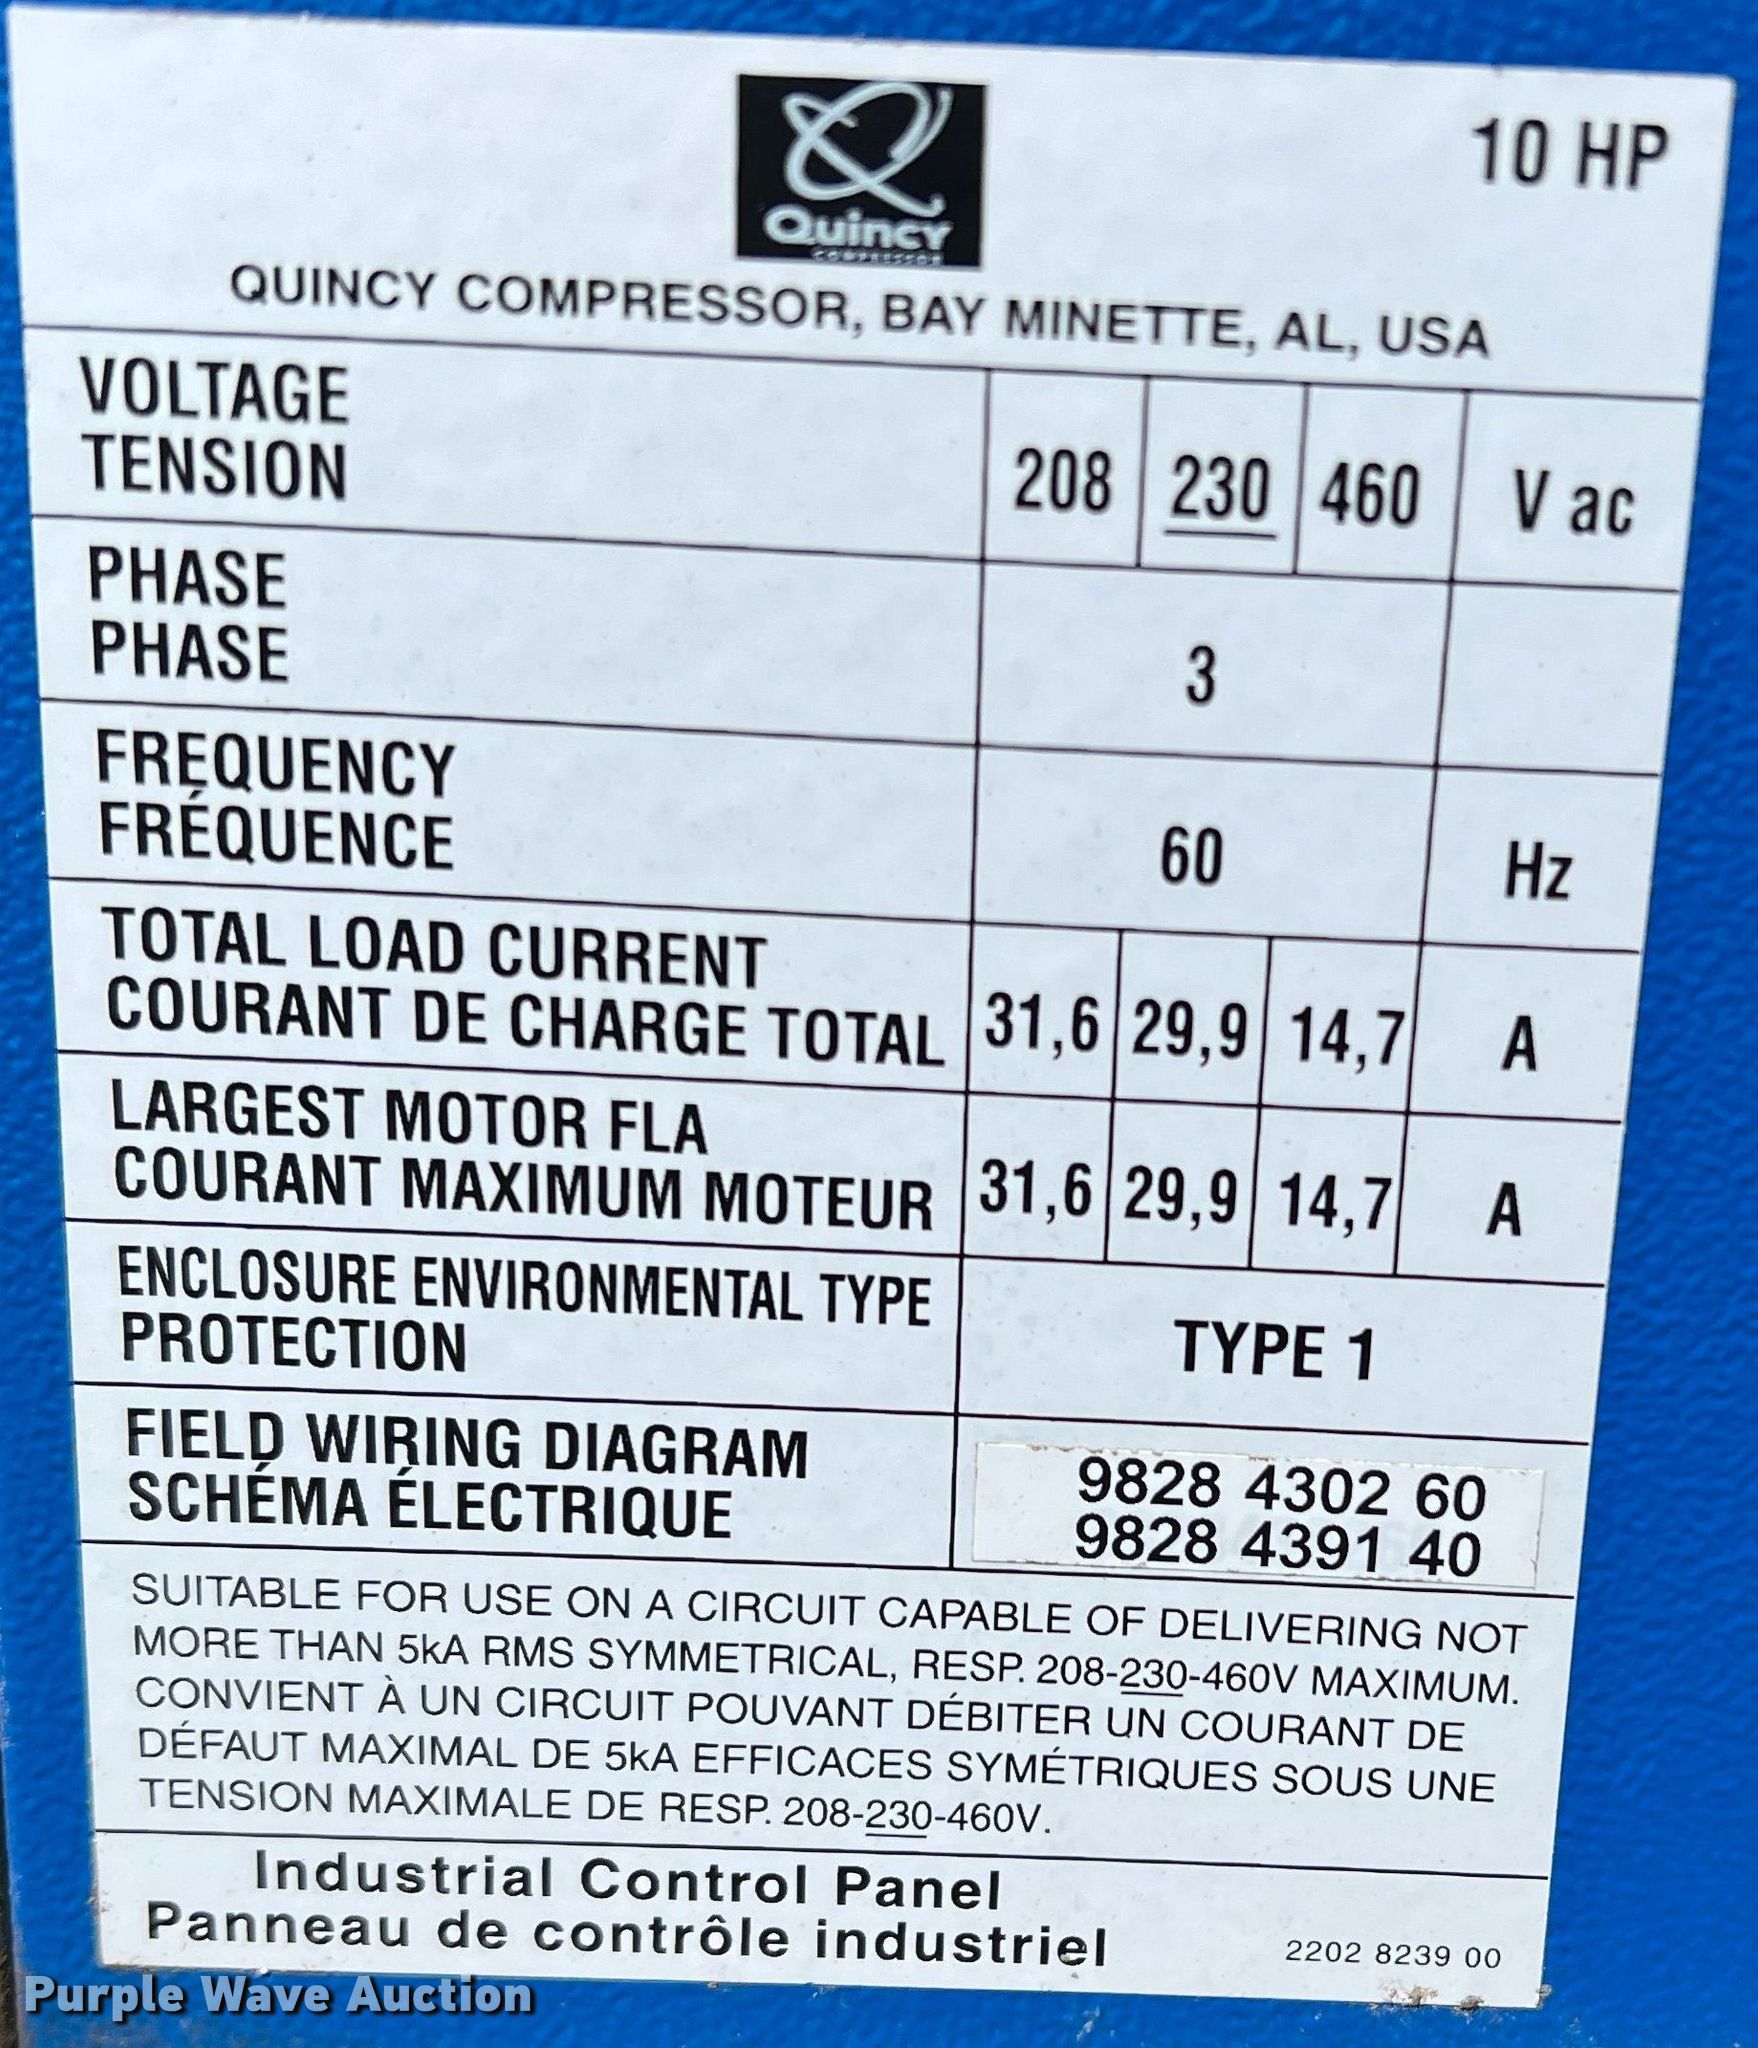 10 HP
Quincy
COMPRESSOR
QUINCY COMPRESSOR, BAY MINETTE, AL, USA
VOLTAGE
TENSION
208 230 460 V ac
PHASE
PHASE
3
FREQUENCY
FRÉQUENCE
60 Hz
TOTAL LOAD CURRENT
COURANT DE CHARGE TOTAL
31,6 29,9 14,7 A
LARGEST MOTOR FLA
COURANT MAXIMUM MOTEUR
31,6 29,9 14,7 A
ENCLOSURE ENVIRONMENTAL TYPE
PROTECTION
TYPE 1
FIELD WIRING DIAGRAM
SCHÉMA ÉLECTRIQUE
9828 4302 60
9828 4391 40
SUITABLE FOR USE ON A CIRCUIT CAPABLE OF DELIVERING NOT
MORE THAN 5kA RMS SYMMETRICAL, RESP. 208-230-460V MAXIMUM.
CONVIENT À UN CIRCUIT POUVANT DÉBITER UN COURANT DE
DÉFAUT MAXIMAL DE 5kA EFFICACES SYMÉTRIQUES SOUS UNE
TENSION MAXIMALE DE RESP. 208-230-460V.
Industrial Control Panel
Panneau de contrôle industriel
2202 8239 00
Purple Wave Auction